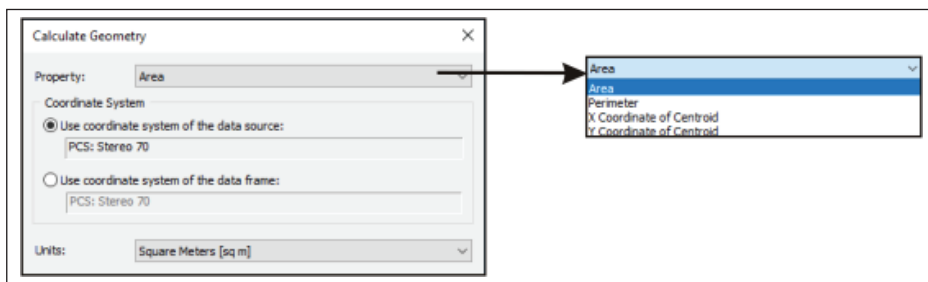 Calculate Geometry
Property: Area
Coordinate System
Use coordinate system of the data source:
PCS: Stereo 70
Use coordinate system of the data frame:
PCS: Stereo 70
Units: Square Meters [sq m]
Area
Area
Perimeter
X Coordinate of Centroid
Y Coordinate of Centroid